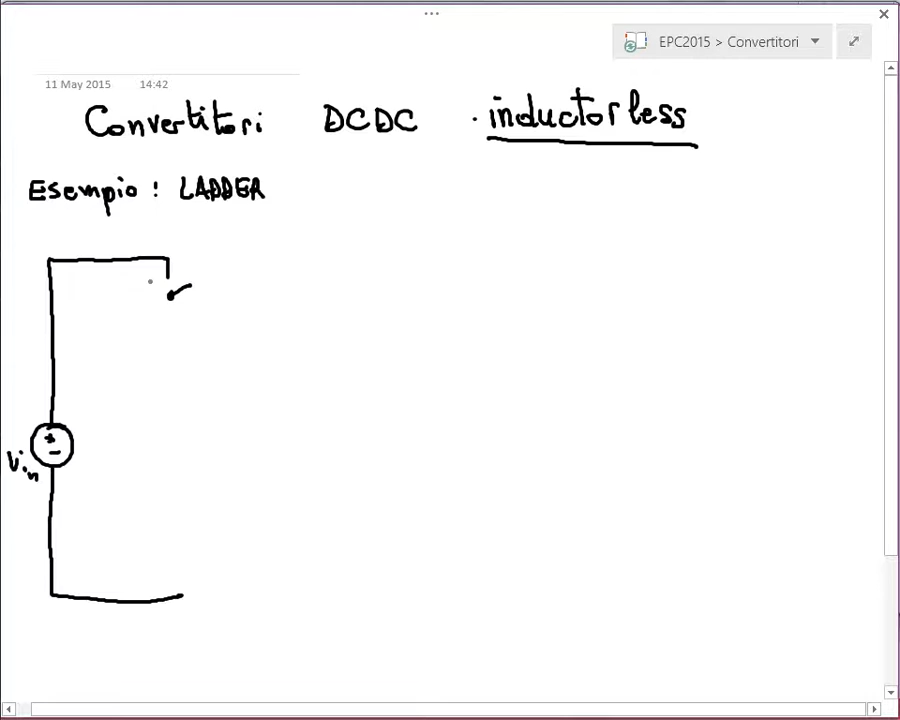 EPC2015 > Convertitori
11 May 2015 14:42
Convertitori DCDC inductorless
Esempio: LADDER
+
-
Vin